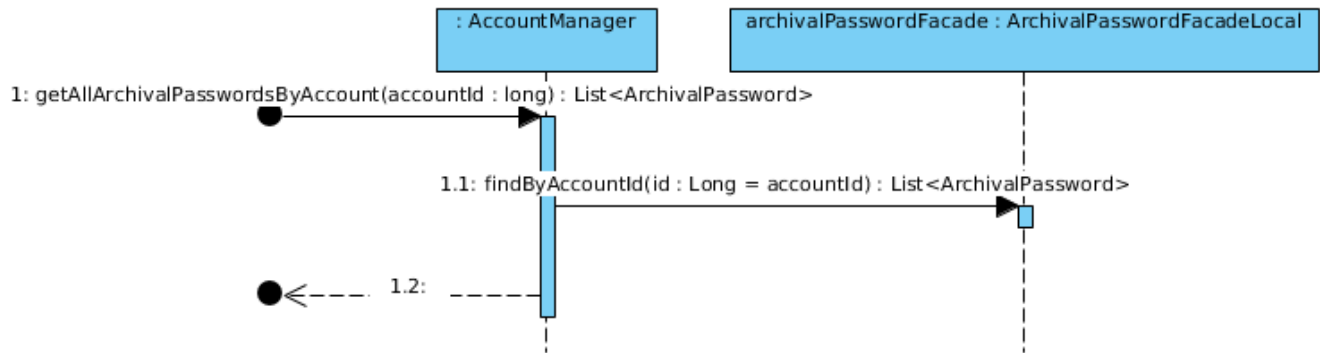 : AccountManager
archivalPasswordFacade : ArchivalPasswordFacadeLocal
1: getAllArchivalPasswordsByAccount(accountId : long) : List<ArchivalPassword>
1.1: findByAccountId(id : Long = accountId) : List<ArchivalPassword>
1.2: